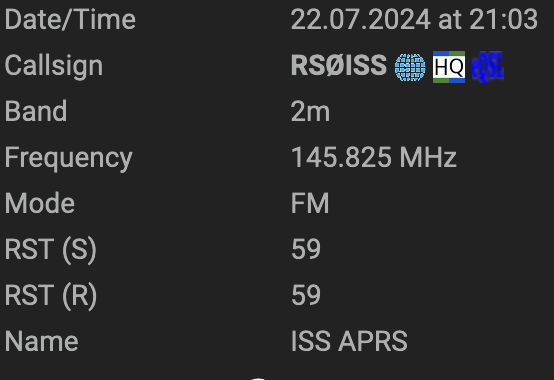 Date/Time 22.07.2024 at 21:03
Callsign RSØISS HQ eQSL
Band 2m
Frequency 145.825 MHz
Mode FM
RST (S) 59
RST (R) 59
Name ISS APRS